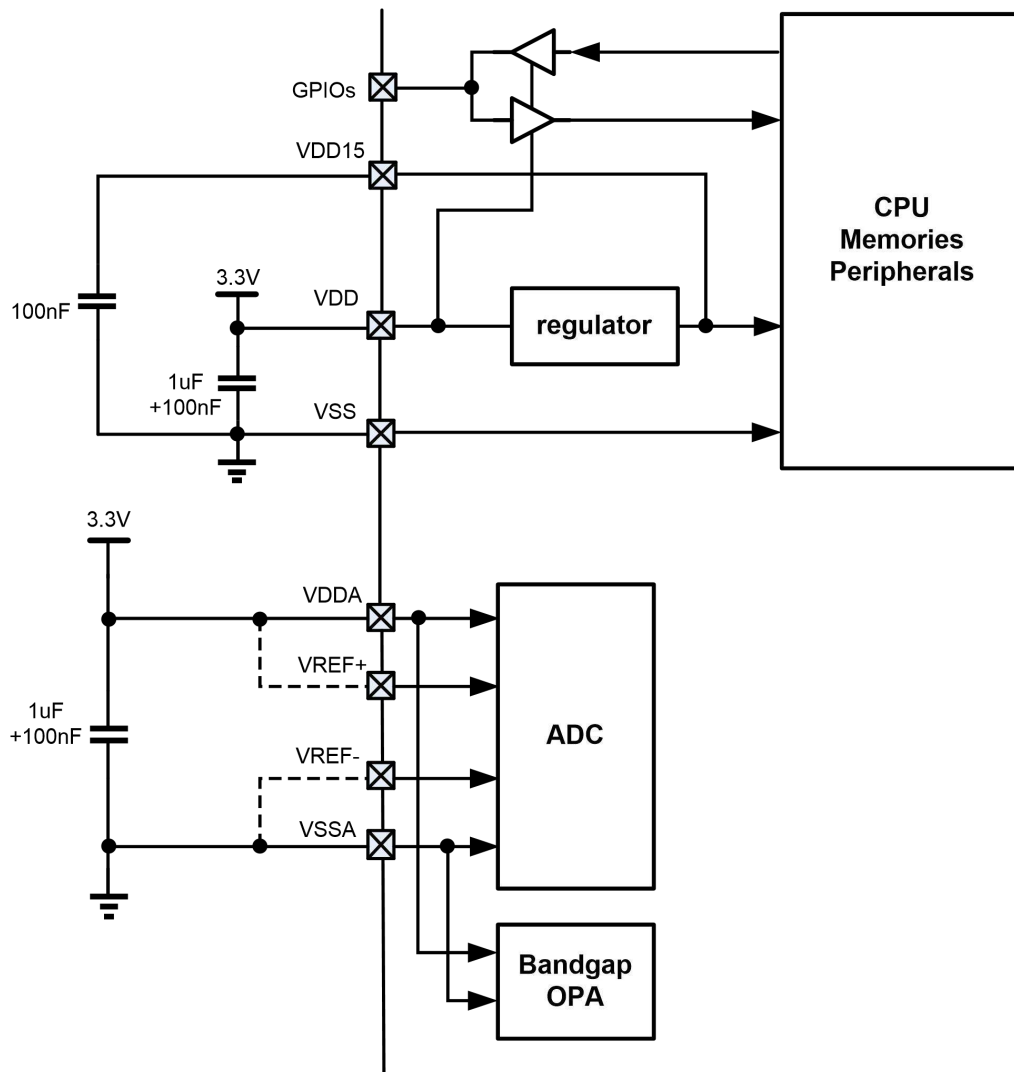 GPIOs
VDD15
CPU
Memories
Peripherals
3.3V
VDD
100nF
regulator
1uF
+100nF
VSS
3.3V
VDDA
VREF+
1uF
+100nF
ADC
VREF-
VSSA
Bandgap
OPA